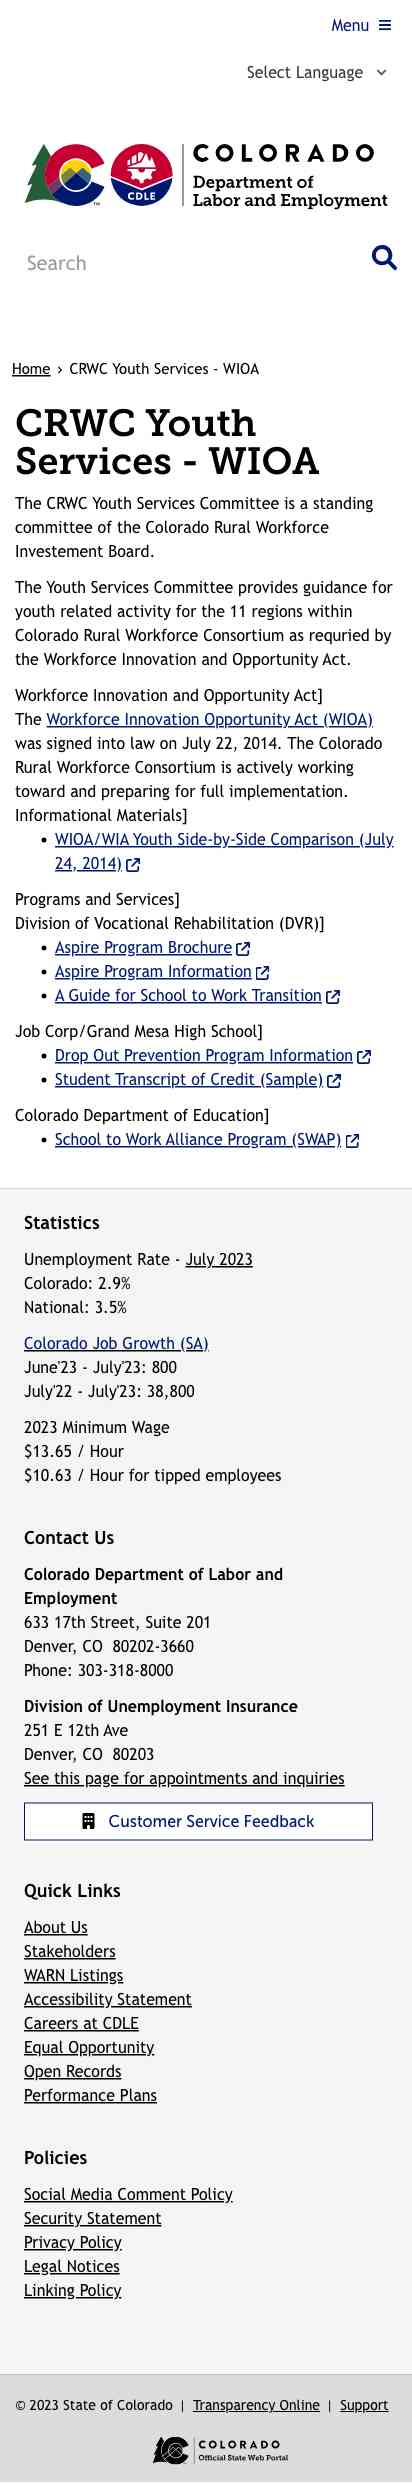 Menu
Select Language
COLORADO
Department of
Labor and Employment
CDLE
TM
Search
Home › CRWC Youth Services - WIOA
CRWC Youth
Services - WIOA
The CRWC Youth Services Committee is a standing
committee of the Colorado Rural Workforce
Investement Board.
The Youth Services Committee provides guidance for
youth related activity for the 11 regions within
Colorado Rural Workforce Consortium as requried by
the Workforce Innovation and Opportunity Act.
Workforce Innovation and Opportunity Act]
The Workforce Innovation Opportunity Act (WIOA)
was signed into law on July 22, 2014. The Colorado
Rural Workforce Consortium is actively working
toward and preparing for full implementation.
Informational Materials]
• WIOA/WIA Youth Side-by-Side Comparison (July
24, 2014)
Programs and Services]
Division of Vocational Rehabilitation (DVR)]
• Aspire Program Brochure
• Aspire Program Information
• A Guide for School to Work Transition
Job Corp/Grand Mesa High School]
• Drop Out Prevention Program Information
• Student Transcript of Credit (Sample)
Colorado Department of Education]
• School to Work Alliance Program (SWAP)
Statistics
Unemployment Rate - July 2023
Colorado: 2.9%
National: 3.5%
Colorado Job Growth (SA)
June'23 - July'23: 800
July'22 - July'23: 38,800
2023 Minimum Wage
$13.65 / Hour
$10.63 / Hour for tipped employees
Contact Us
Colorado Department of Labor and
Employment
633 17th Street, Suite 201
Denver, CO  80202-3660
Phone: 303-318-8000
Division of Unemployment Insurance
251 E 12th Ave
Denver, CO  80203
See this page for appointments and inquiries
Customer Service Feedback
Quick Links
About Us
Stakeholders
WARN Listings
Accessibility Statement
Careers at CDLE
Equal Opportunity
Open Records
Performance Plans
Policies
Social Media Comment Policy
Security Statement
Privacy Policy
Legal Notices
Linking Policy
© 2023 State of Colorado | Transparency Online | Support
COLORADO
Official State Web Portal